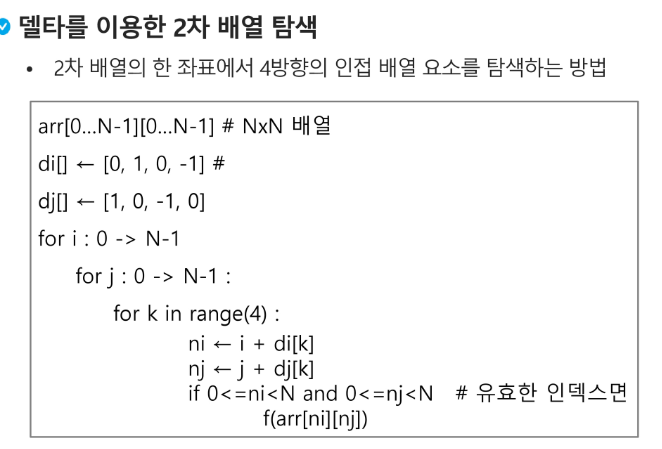 델타를 이용한 2차 배열 탐색
• 2차 배열의 한 좌표에서 4방향의 인접 배열 요소를 탐색하는 방법
arr[0...N-1][0...N-1] # NxN 배열
di[] ← [0, 1, 0, -1] #
dj[] ← [1, 0, -1, 0]
for i : 0 -> N-1
for j : 0 -> N-1 :
for k in range(4) :
ni ← i + di[k]
nj ← j + dj[k]
if 0<=ni<N and 0<=nj<N # 유효한 인덱스면
f(arr[ni][nj])